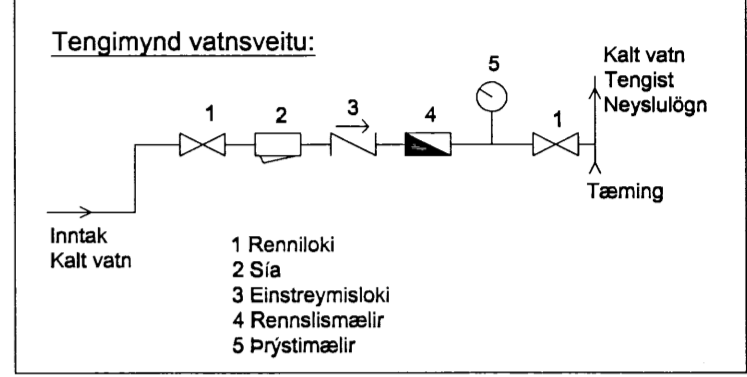 Tengimynd vatnsveitu:
5
Kalt vatn
Tengist
Neyslulögn
1
2
3
4
1
Tæming
Inntak
Kalt vatn
1 Renniloki
2 Sía
3 Einstreymisloki
4 Rennslismælir
5 Þrýstimælir